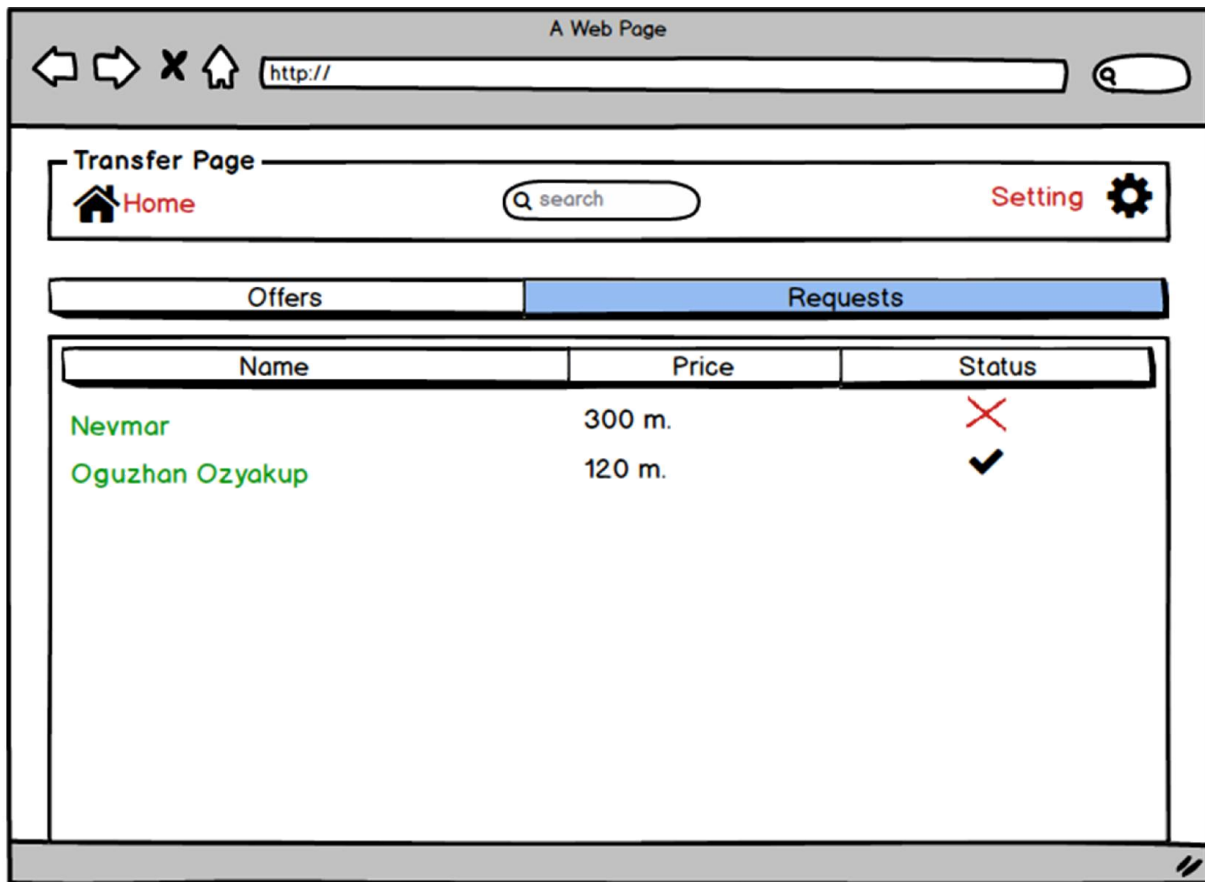 A Web Page
http://
Transfer Page
Home
search
Setting
Offers Requests
Name Price Status
Nevmar 300 m.
Oguzhan Ozyakup 120 m.